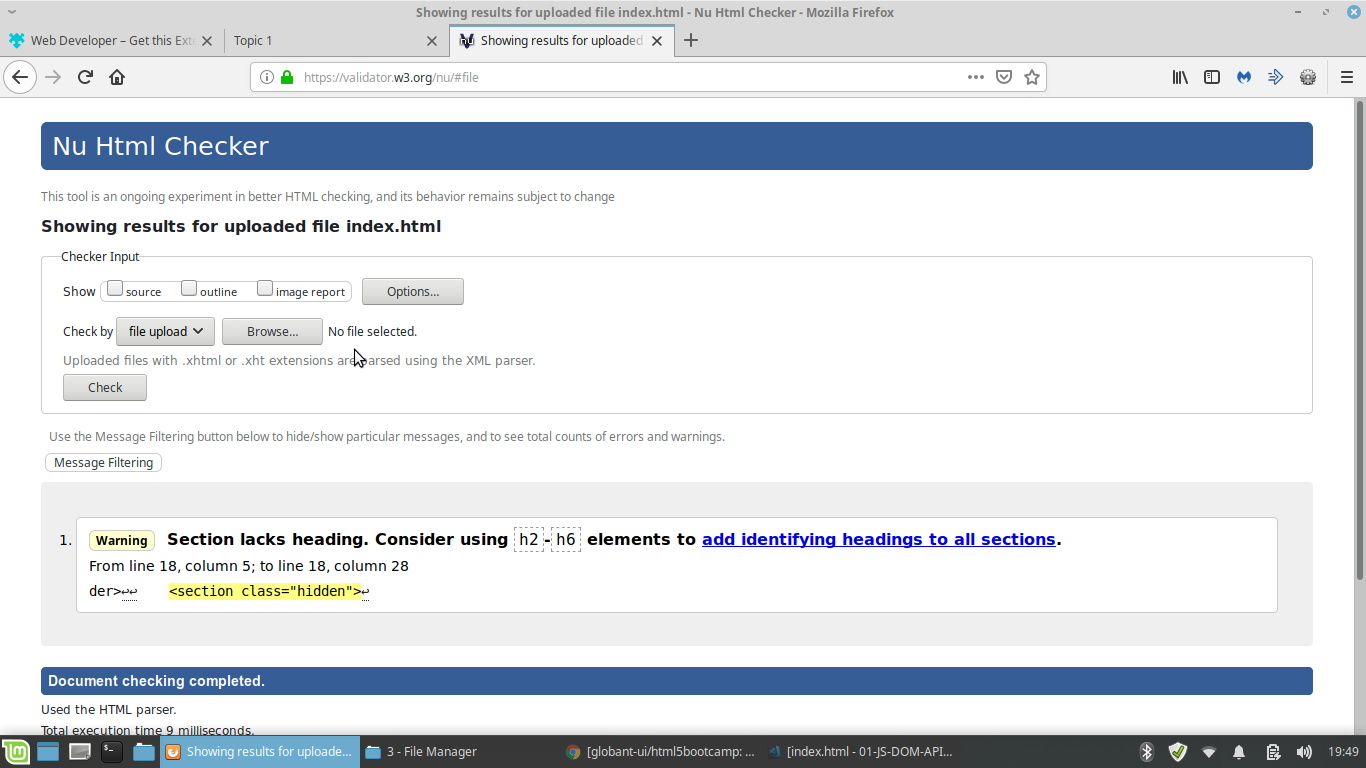 Showing results for uploaded file index.html - Nu Html Checker - Mozilla Firefox
Web Developer – Get this Exte
Topic 1
Showing results for uploaded
https://validator.w3.org/nu/#file
Nu Html Checker
This tool is an ongoing experiment in better HTML checking, and its behavior remains subject to change
Showing results for uploaded file index.html
Checker Input
Show source outline image report Options...
Check by file upload Browse... No file selected.
Uploaded files with .xhtml or .xht extensions are parsed using the XML parser.
Check
Use the Message Filtering button below to hide/show particular messages, and to see total counts of errors and warnings.
Message Filtering
1. Warning Section lacks heading. Consider using h2-h6 elements to add identifying headings to all sections.
From line 18, column 5; to line 18, column 28
der>↩↩ <section class="hidden">↩
Document checking completed.
Used the HTML parser.
Total execution time 9 milliseconds.
Showing results for uploade...
3 - File Manager
[globant-ui/html5bootcamp: ...
[index.html - 01-JS-DOM-API...
19:49